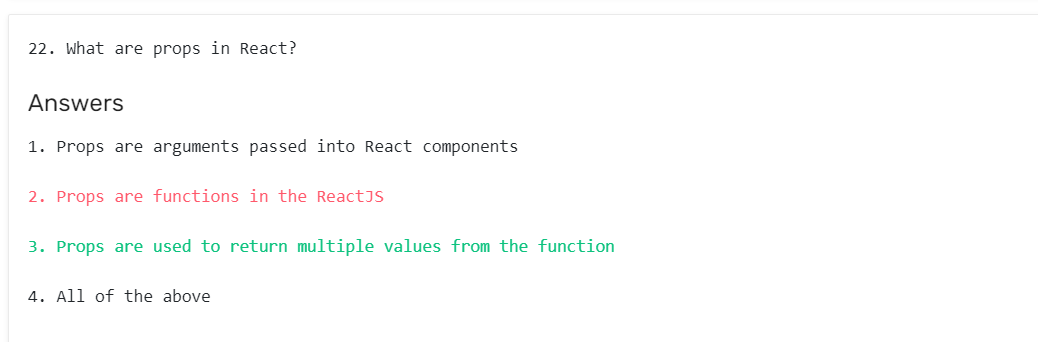 22. What are props in React?
Answers
1. Props are arguments passed into React components
2. Props are functions in the ReactJS
3. Props are used to return multiple values from the function
4. All of the above